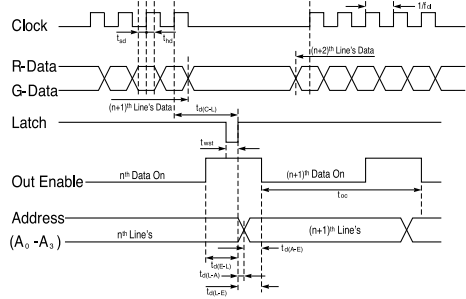 Clock
1/fd
tsd
thd
R-Data
G-Data
(n+2)th Line's Data
(n+1)th Line's Data
td(C-L)
Latch
twst
Out Enable
nth Data On
(n+1)th Data On
toc
Address
(A0 -A3)
nth Line's
(n+1)th Line's
td(A-E)
td(E-L)
td(L-A)
td(L-E)